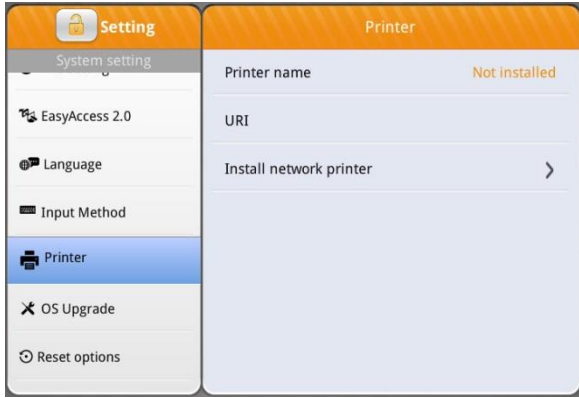 Setting
System setting
EasyAccess 2.0
Language
Input Method
Printer
OS Upgrade
Reset options
Printer
Printer name Not installed
URI
Install network printer